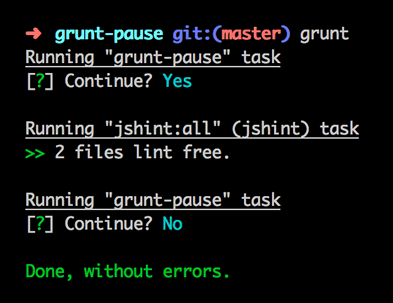 ➜ grunt-pause git:(master) grunt
Running "grunt-pause" task
[?] Continue? Yes
Running "jshint:all" (jshint) task
>> 2 files lint free.
Running "grunt-pause" task
[?] Continue? No
Done, without errors.